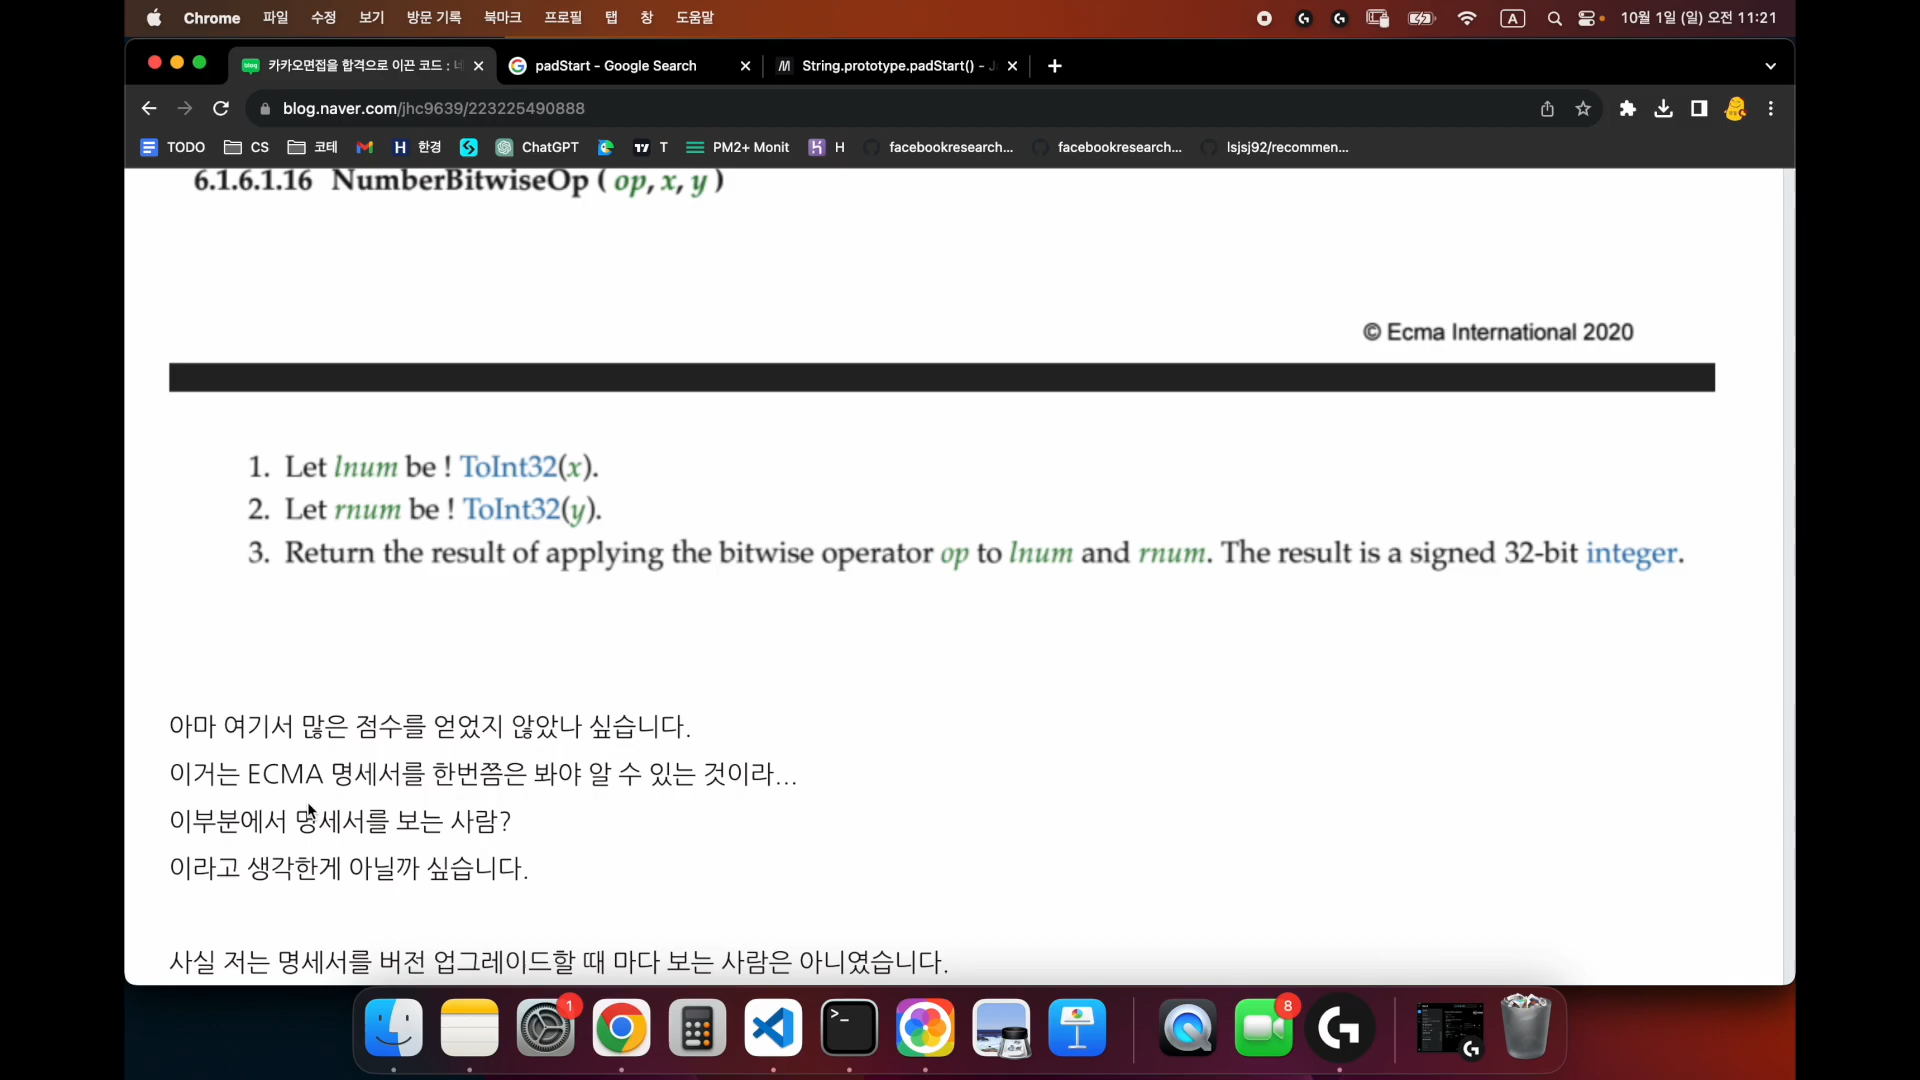 Chrome 파일 수정 보기 방문 기록 북마크 프로필 탭 창 도움말
A 10월 1일 (일) 오전 11:21
카카오면접을 합격으로 이끈 코드 : 네
padStart - Google Search
String.prototype.padStart() - J
blog.naver.com/jhc9639/223225490888
TODO CS 코테 한경 ChatGPT T PM2+ Monit H facebookresearch... facebookresearch... lsjsj92/recommen...
6.1.6.1.16 NumberBitwiseOp ( op, x, y )
© Ecma International 2020
1. Let lnum be ! ToInt32(x).
2. Let rnum be ! ToInt32(y).
3. Return the result of applying the bitwise operator op to lnum and rnum. The result is a signed 32-bit integer.
아마 여기서 많은 점수를 얻었지 않았나 싶습니다.
이거는 ECMA 명세서를 한번쯤은 봐야 알 수 있는 것이라...
이부분에서 명세서를 보는 사람?
이라고 생각한게 아닐까 싶습니다.
사실 저는 명세서를 버전 업그레이드할 때 마다 보는 사람은 아니였습니다.
1
8